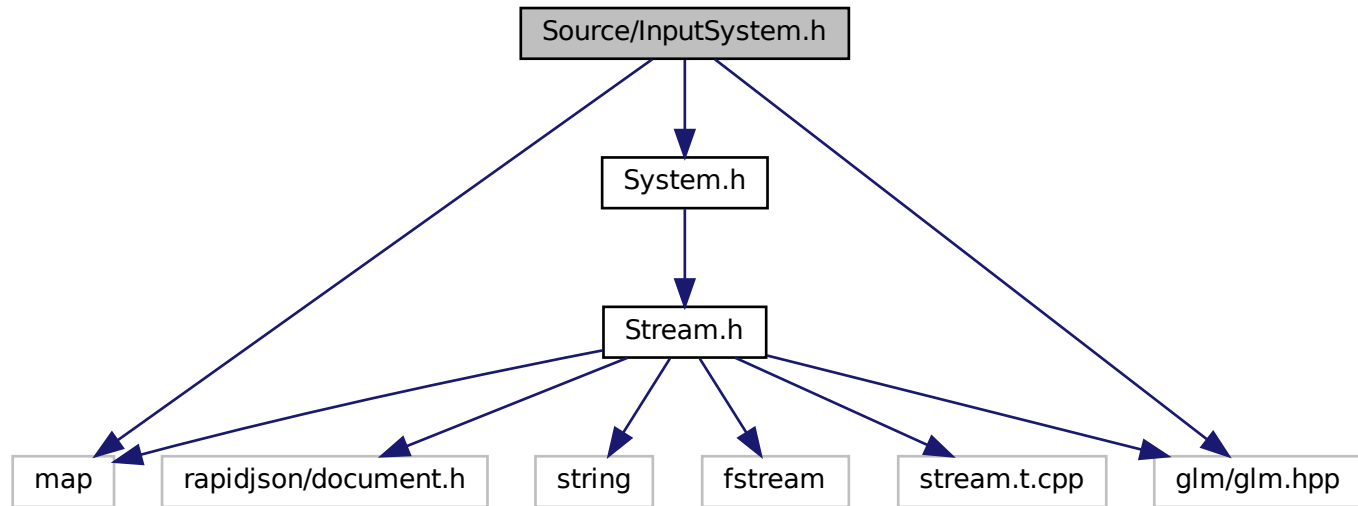 Source/InputSystem.h
System.h
Stream.h
map
rapidjson/document.h
string
fstream
stream.t.cpp
glm/glm.hpp